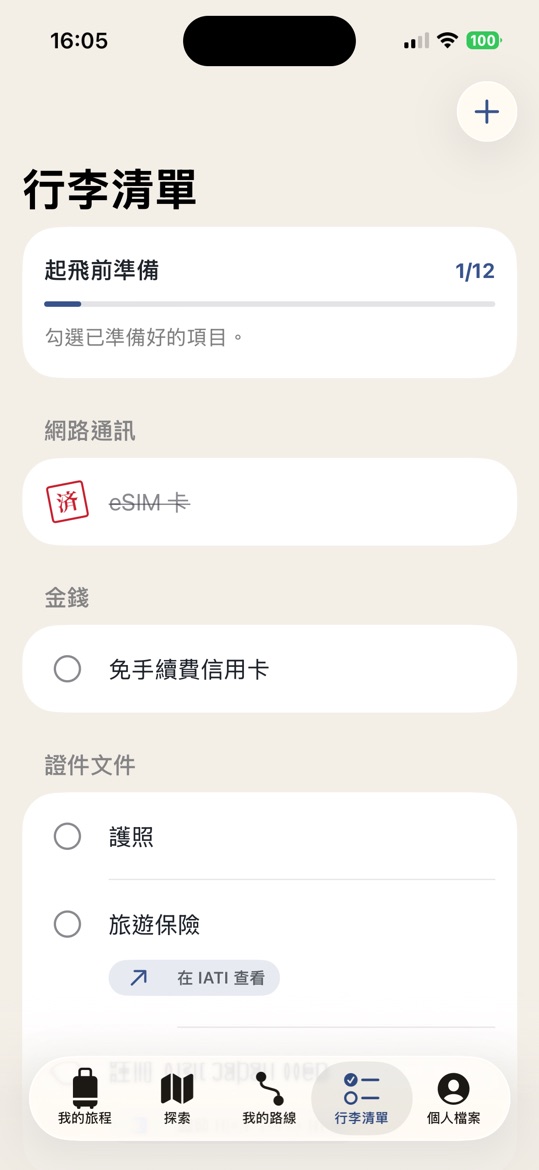 16:05
100
行李清單
起飛前準備
1/12
勾選已準備好的項目。
網路通訊
済
eSIM 卡
金錢
免手續費信用卡
證件文件
護照
旅遊保險
在 IATI 查看
我的旅程
探索
我的路線
行李清單
個人檔案